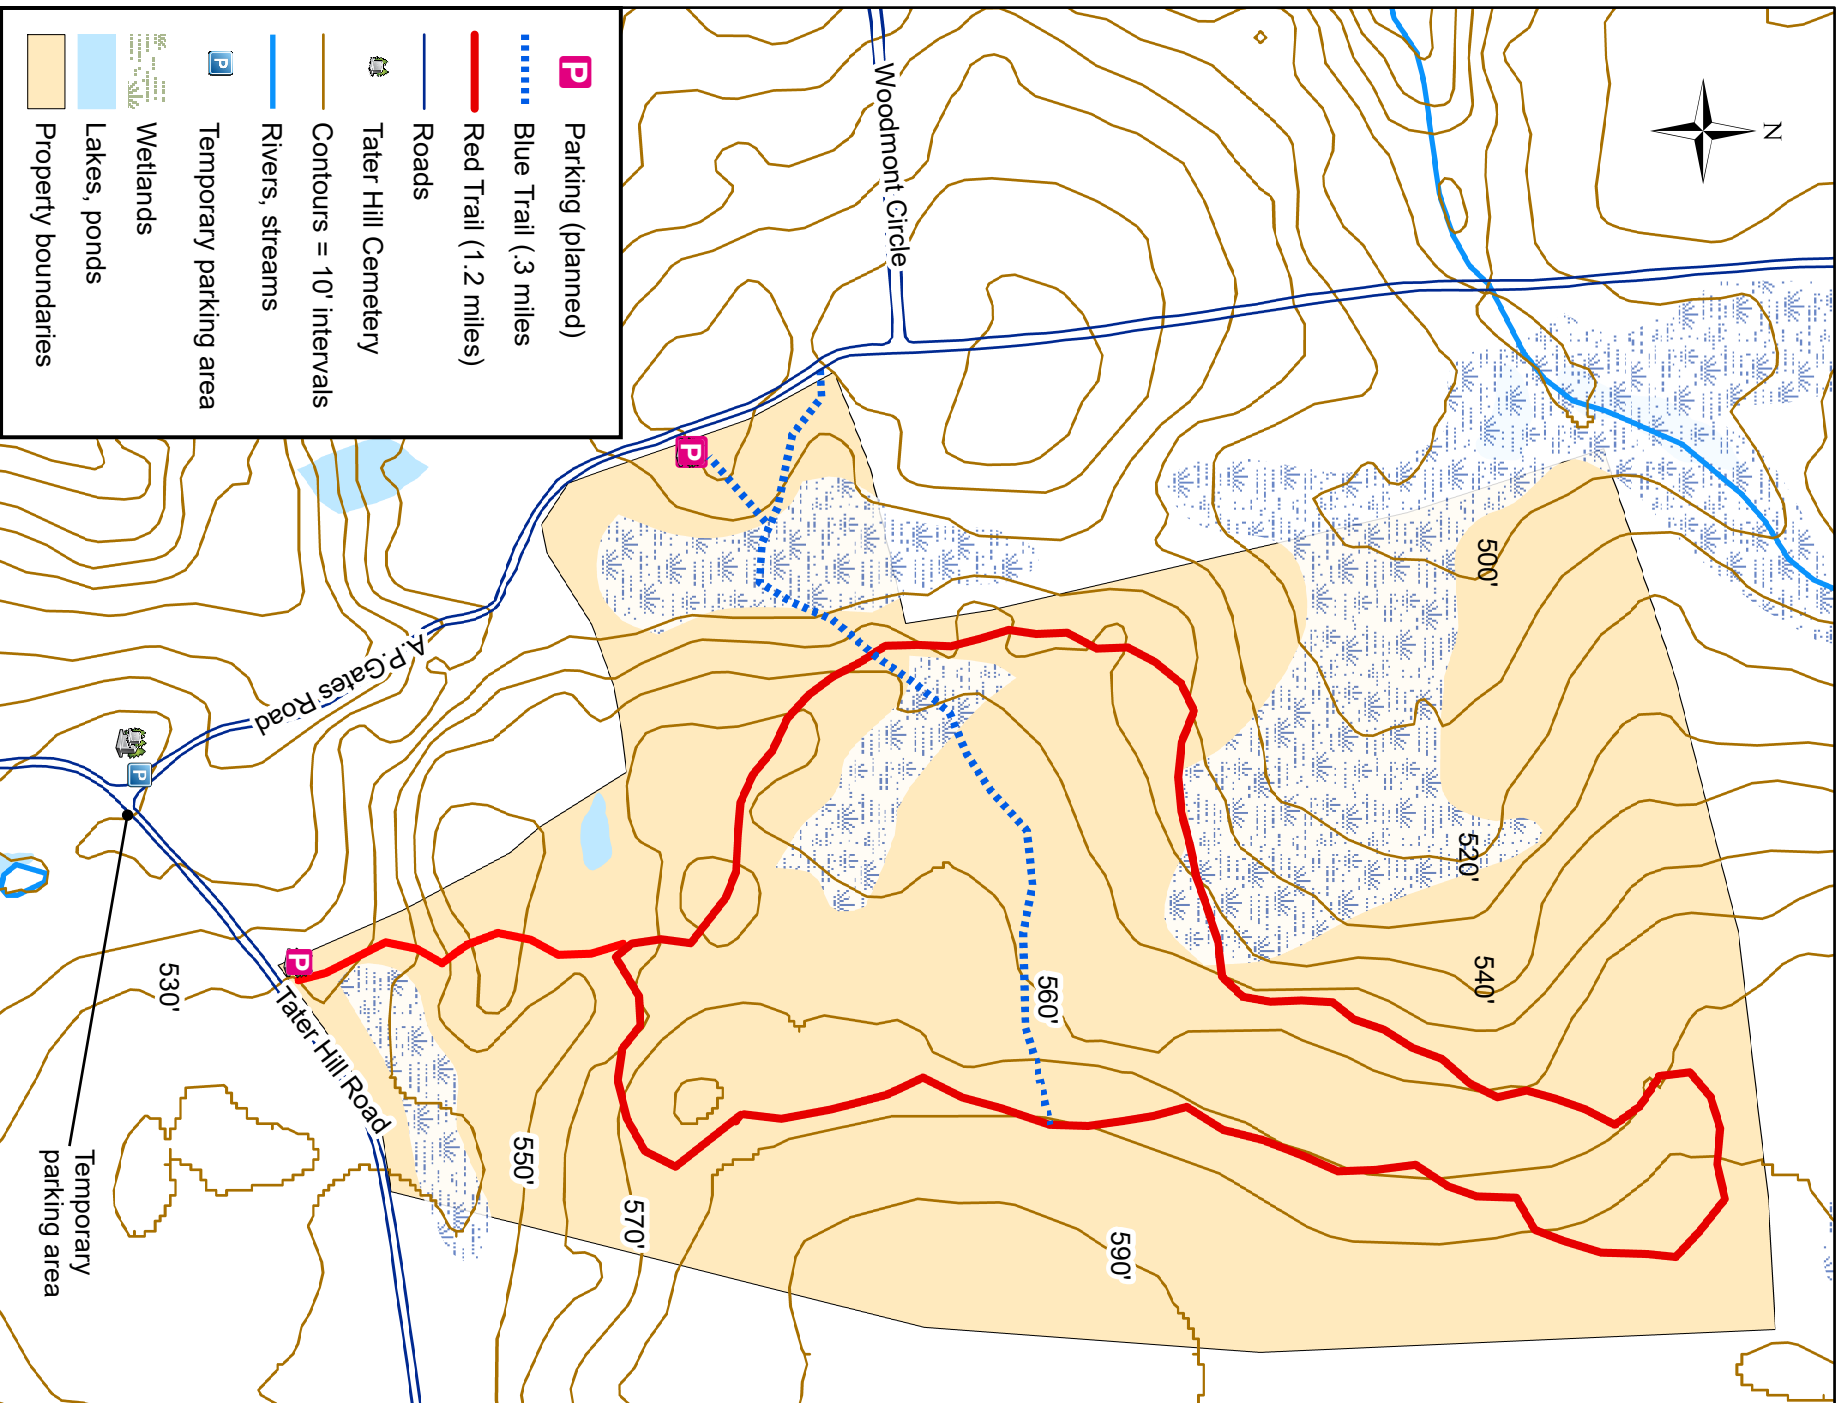 N
Woodmont Circle
P
Parking (planned)
Blue Trail (.3 miles
Red Trail (1.2 miles)
Roads
Tater Hill Cemetery
Contours = 10' intervals
Rivers, streams
P
Temporary parking area
Wetlands
Lakes, ponds
Property boundaries
P
500'
520'
540'
560'
590'
570'
550'
530'
A.P.Gates Road
P
P
Tater Hill Road
Temporary
parking area